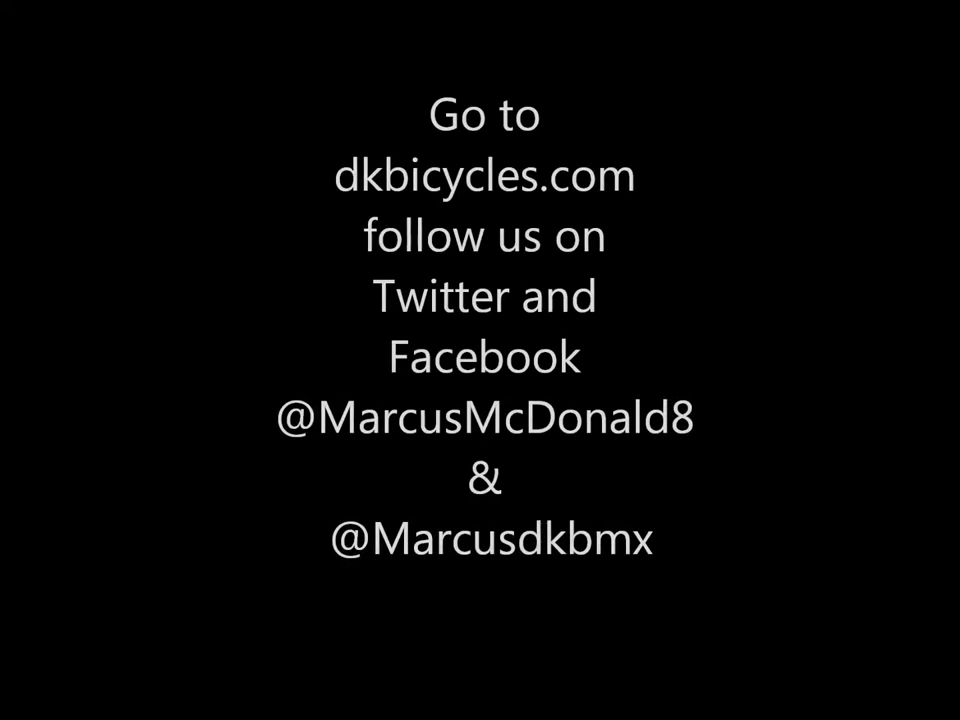 Go to
dkbicycles.com
follow us on
Twitter and
Facebook
@MarcusMcDonald8
&
@Marcusdkbmx